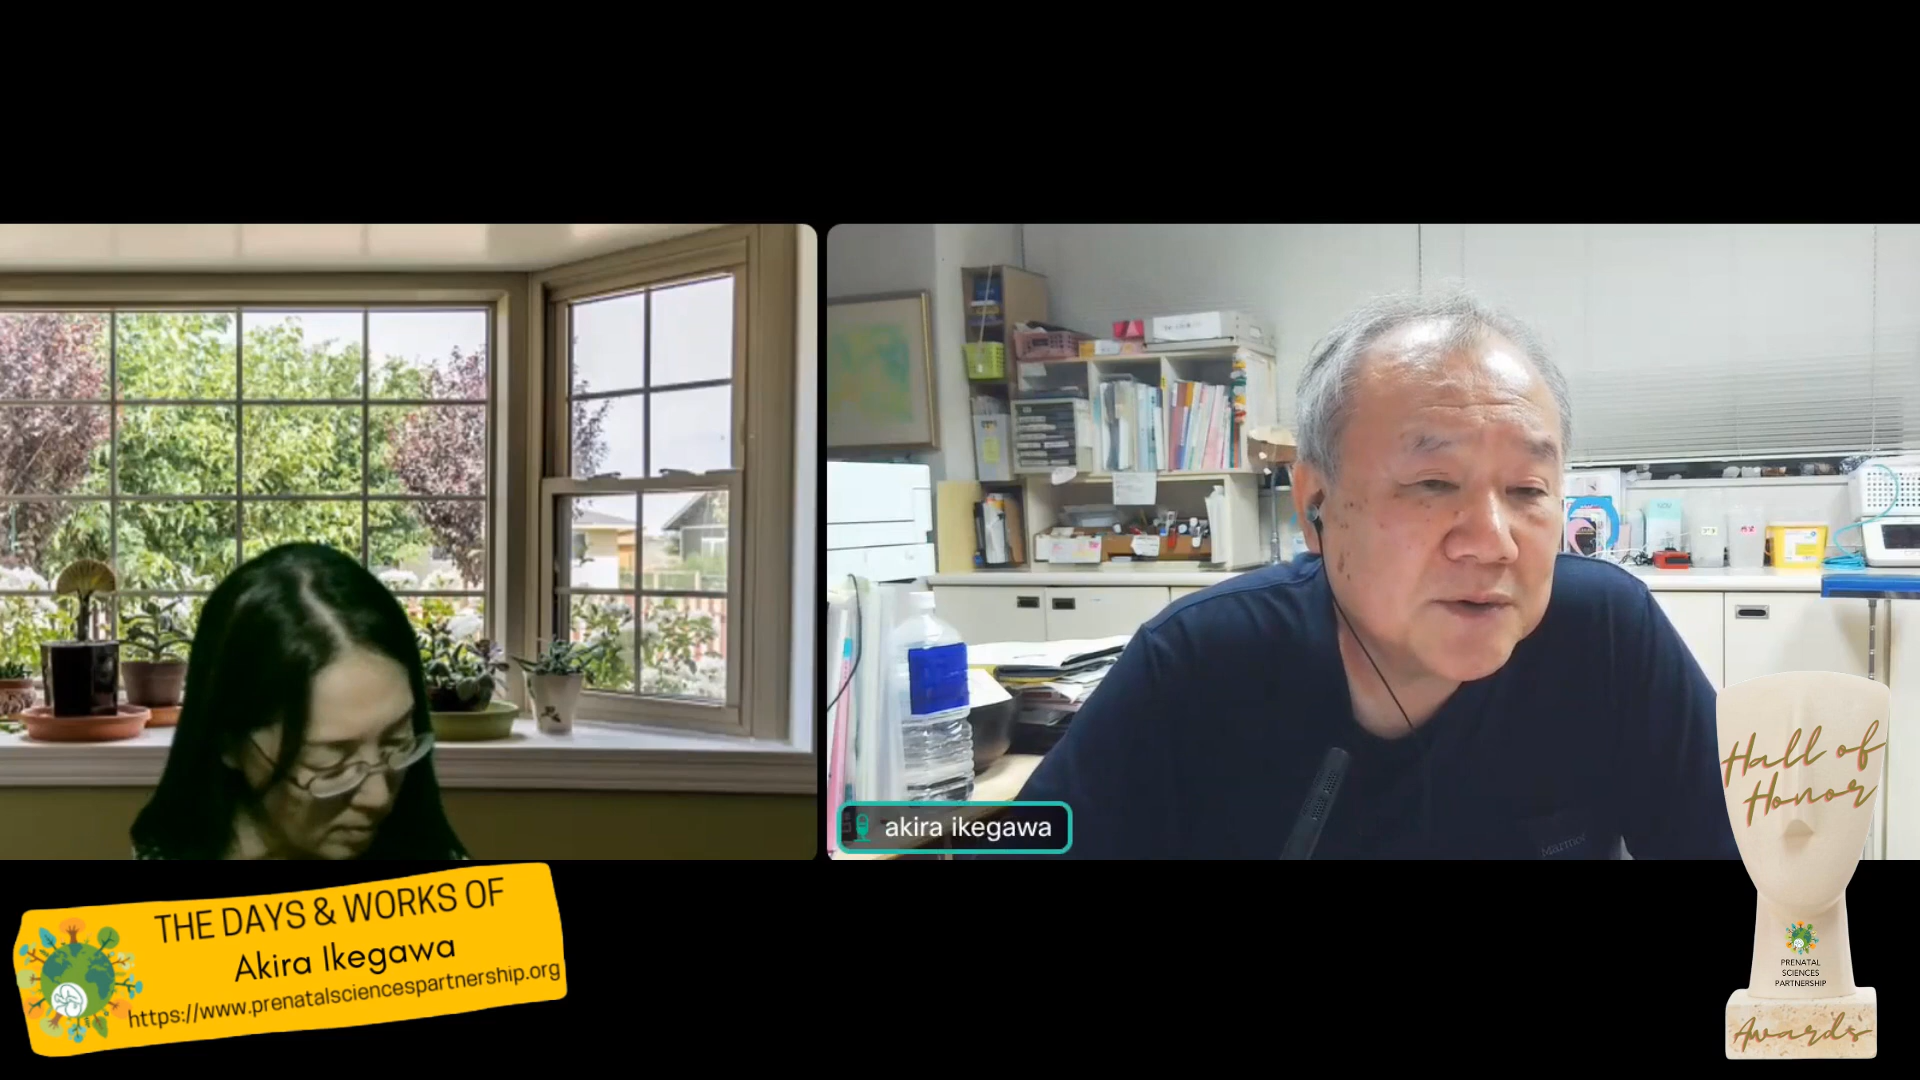 akira ikegawa
Marmot
THE DAYS & WORKS OF
Akira Ikegawa
https://www.prenatalsciencespartnership.org
Hall of
Honor
PRENATAL
SCIENCES
PARTNERSHIP
Awards